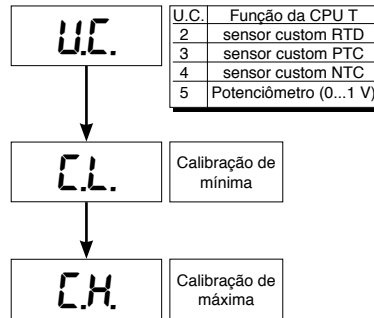 U.C.
U.C. Função da CPU T
2 sensor custom RTD
3 sensor custom PTC
4 sensor custom NTC
5 Potenciômetro (0...1 V)
C.L.
Calibração de
mínima
C.H.
Calibração de
máxima